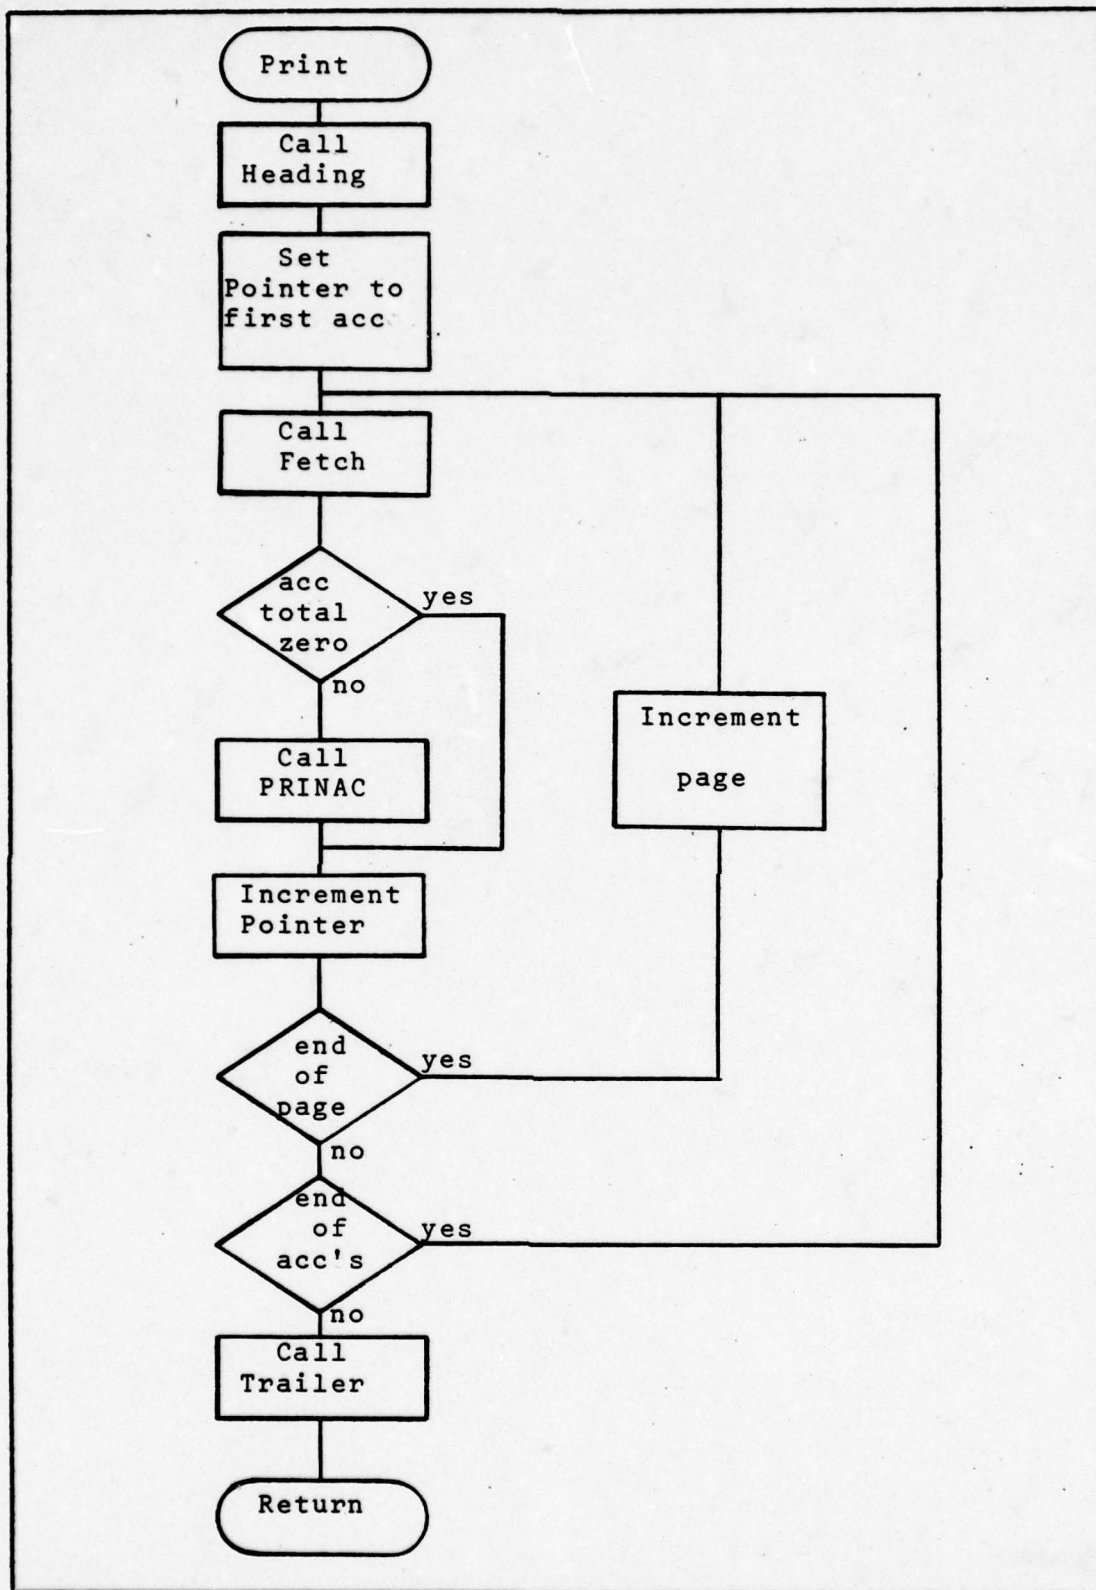 Print
Call
Heading
Set
Pointer to
first acc
Call
Fetch
acc
total
zero
yes
no
Call
PRINAC
Increment
page
Increment
Pointer
end
of
page
yes
no
end
of
acc's
yes
no
Call
Trailer
Return